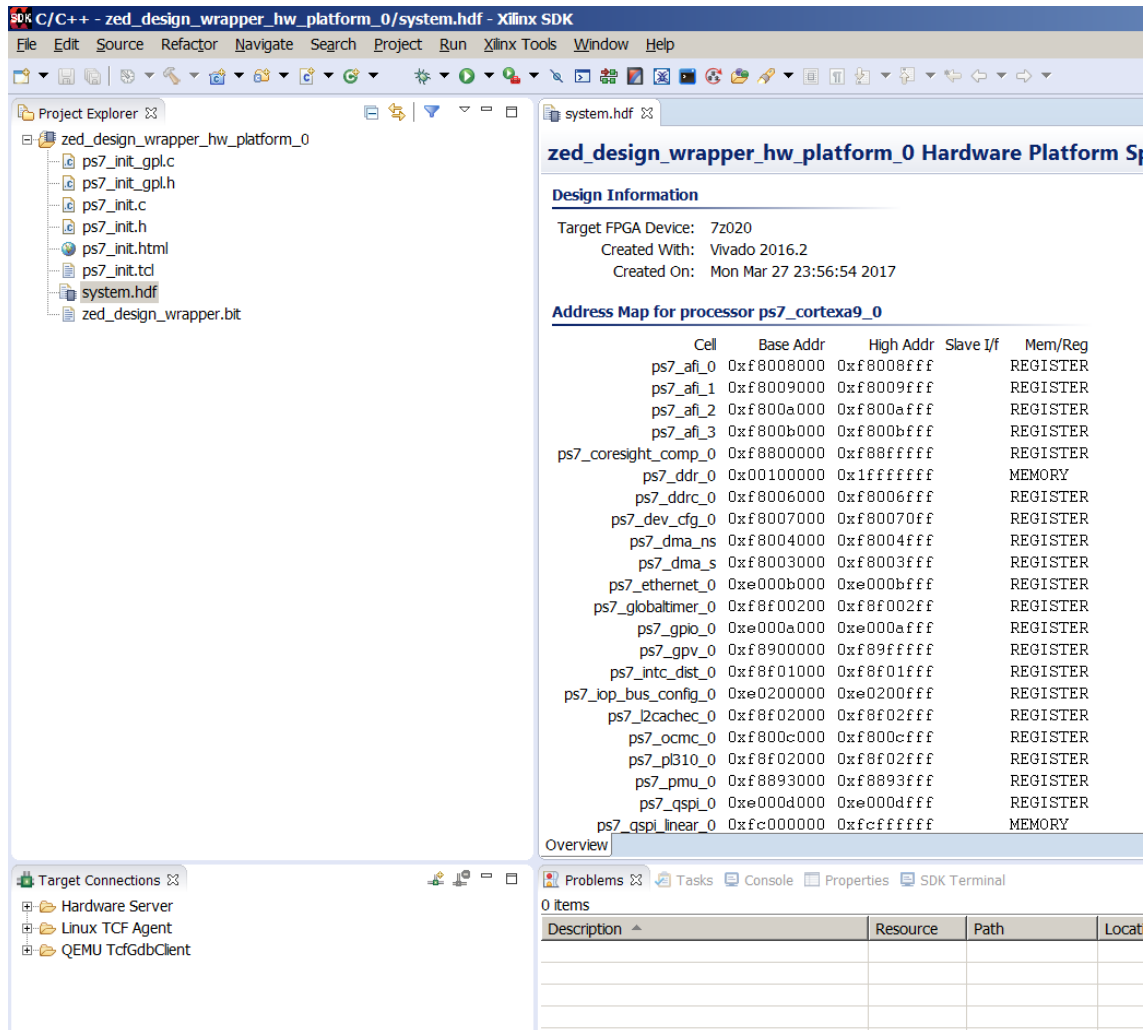 SDK C/C++ - zed_design_wrapper_hw_platform_0/system.hdf - Xilinx SDK
File Edit Source Refactor Navigate Search Project Run Xilinx Tools Window Help
Project Explorer
zed_design_wrapper_hw_platform_0
ps7_init_gpl.c
ps7_init_gpl.h
ps7_init.c
ps7_init.h
ps7_init.html
ps7_init.tcl
system.hdf
zed_design_wrapper.bit
system.hdf
zed_design_wrapper_hw_platform_0 Hardware Platform Sp
Design Information
Target FPGA Device: 7z020
Created With: Vivado 2016.2
Created On: Mon Mar 27 23:56:54 2017
Address Map for processor ps7_cortexa9_0
Cell Base Addr High Addr Slave I/f Mem/Reg
ps7_afi_0 0xf8008000 0xf8008fff REGISTER
ps7_afi_1 0xf8009000 0xf8009fff REGISTER
ps7_afi_2 0xf800a000 0xf800afff REGISTER
ps7_afi_3 0xf800b000 0xf800bfff REGISTER
ps7_coresight_comp_0 0xf8800000 0xf88fffff REGISTER
ps7_ddr_0 0x00100000 0x1fffffff MEMORY
ps7_ddrc_0 0xf8006000 0xf8006fff REGISTER
ps7_dev_cfg_0 0xf8007000 0xf80070ff REGISTER
ps7_dma_ns 0xf8004000 0xf8004fff REGISTER
ps7_dma_s 0xf8003000 0xf8003fff REGISTER
ps7_ethernet_0 0xe000b000 0xe000bfff REGISTER
ps7_globaltimer_0 0xf8f00200 0xf8f002ff REGISTER
ps7_gpio_0 0xe000a000 0xe000afff REGISTER
ps7_gpv_0 0xf8900000 0xf89fffff REGISTER
ps7_intc_dist_0 0xf8f01000 0xf8f01fff REGISTER
ps7_iop_bus_config_0 0xe0200000 0xe0200fff REGISTER
ps7_l2cachec_0 0xf8f02000 0xf8f02fff REGISTER
ps7_ocmc_0 0xf800c000 0xf800cfff REGISTER
ps7_pl310_0 0xf8f02000 0xf8f02fff REGISTER
ps7_pmu_0 0xf8893000 0xf8893fff REGISTER
ps7_qspi_0 0xe000d000 0xe000dfff REGISTER
ps7_qspi_linear_0 0xfc000000 0xfcffffff MEMORY
Overview
Target Connections
Hardware Server
Linux TCF Agent
QEMU TcfGdbClient
Problems Tasks Console Properties SDK Terminal
0 items
Description Resource Path Locati